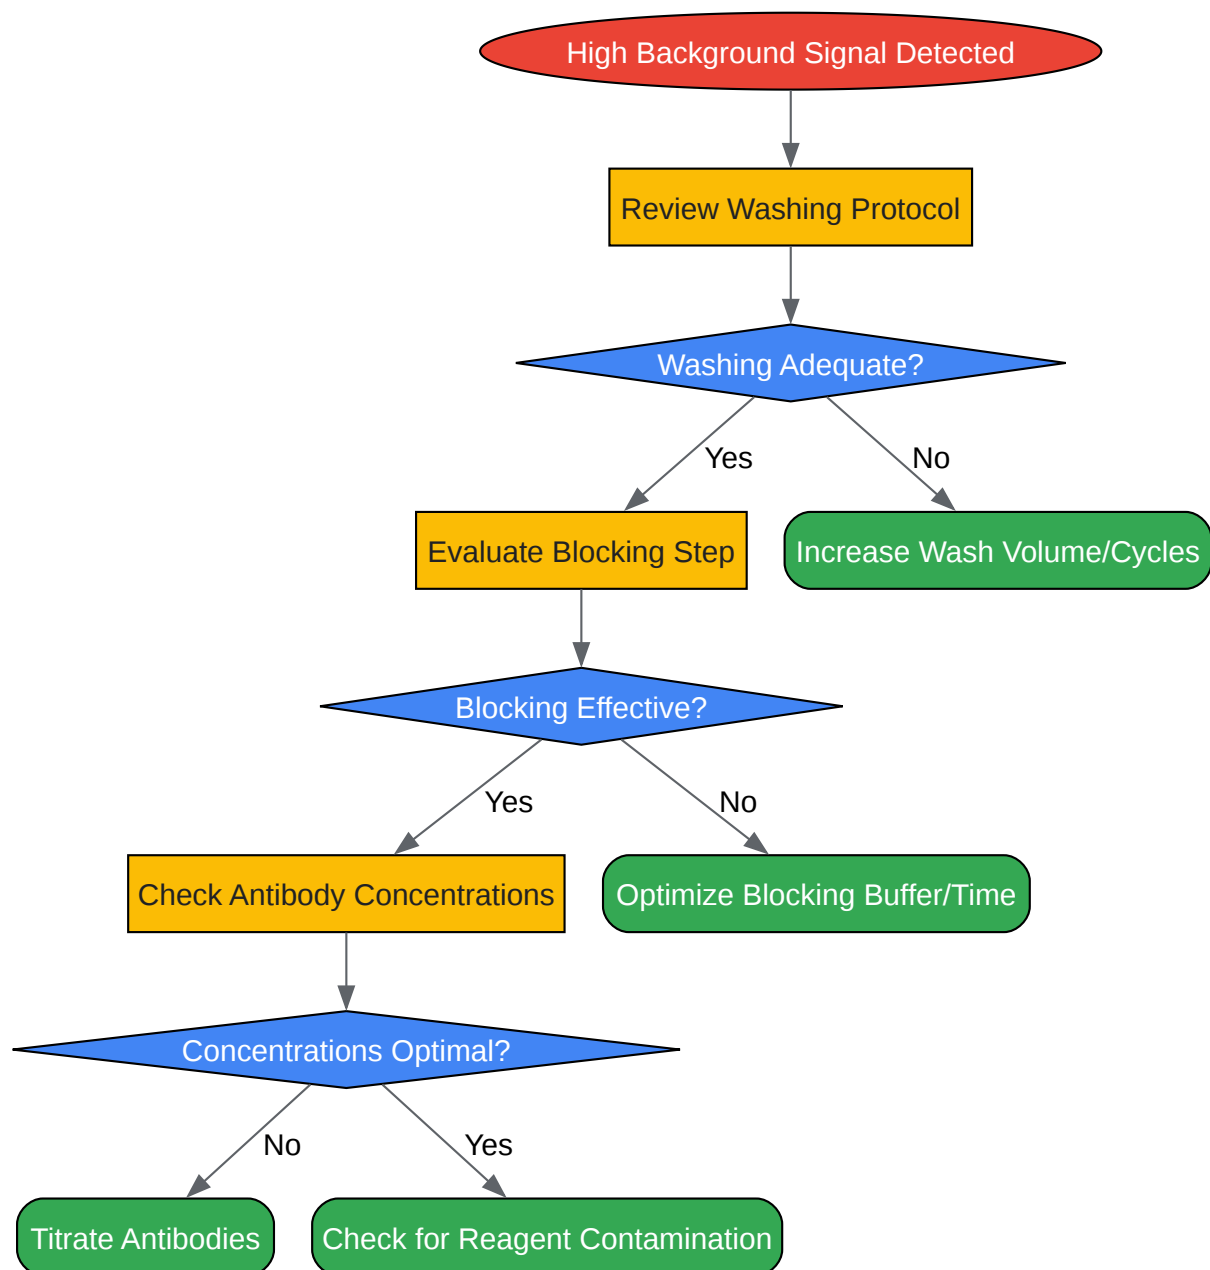 High Background Signal Detected
Review Washing Protocol
Washing Adequate?
Yes
No
Evaluate Blocking Step
Increase Wash Volume/Cycles
Blocking Effective?
Yes
No
Check Antibody Concentrations
Optimize Blocking Buffer/Time
Concentrations Optimal?
No
Yes
Titrate Antibodies
Check for Reagent Contamination